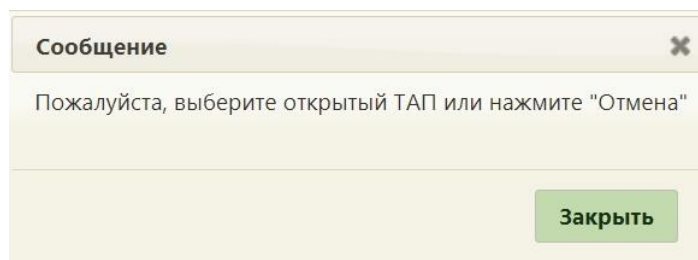 Сообщение
Пожалуйста, выберите открытый ТАП или нажмите "Отмена"
Закрыть